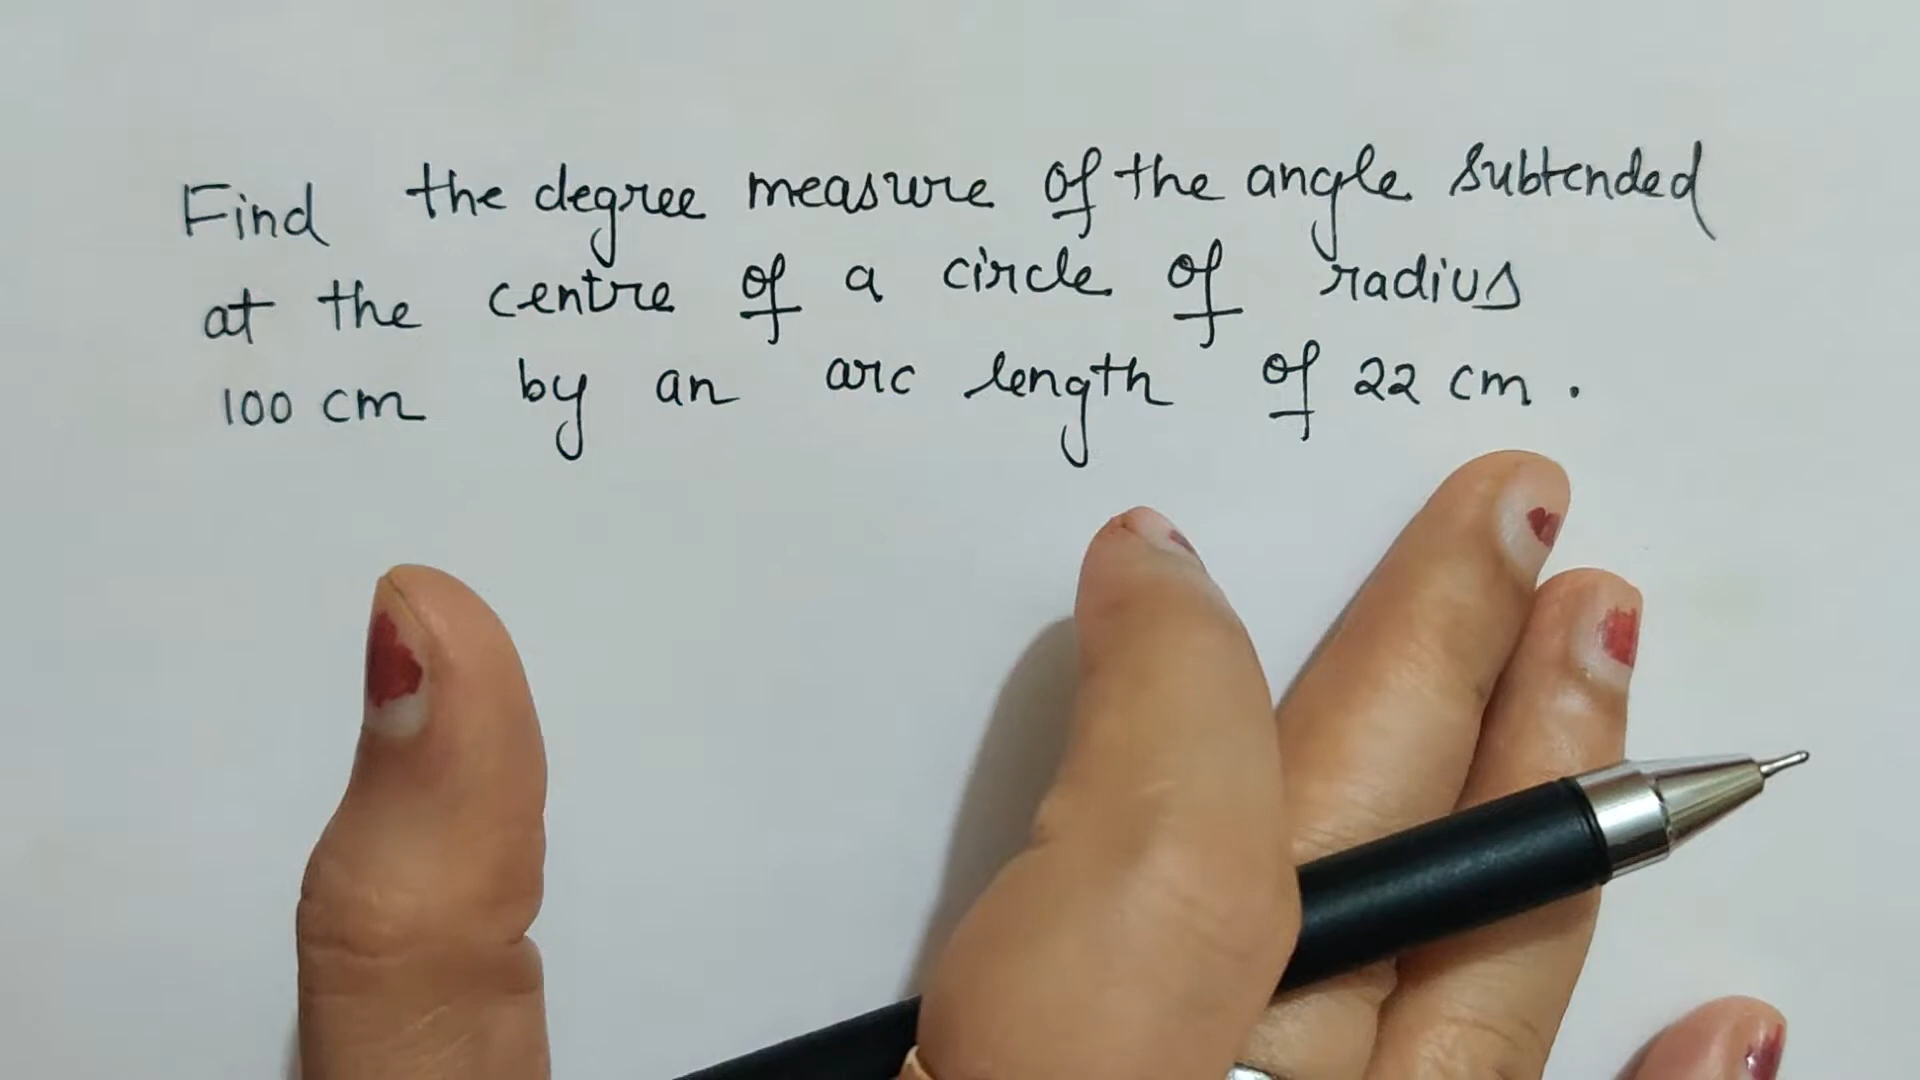 Find the degree measure of the angle subtended
at the centre of a circle of radius
100 cm by an arc length of 22 cm.